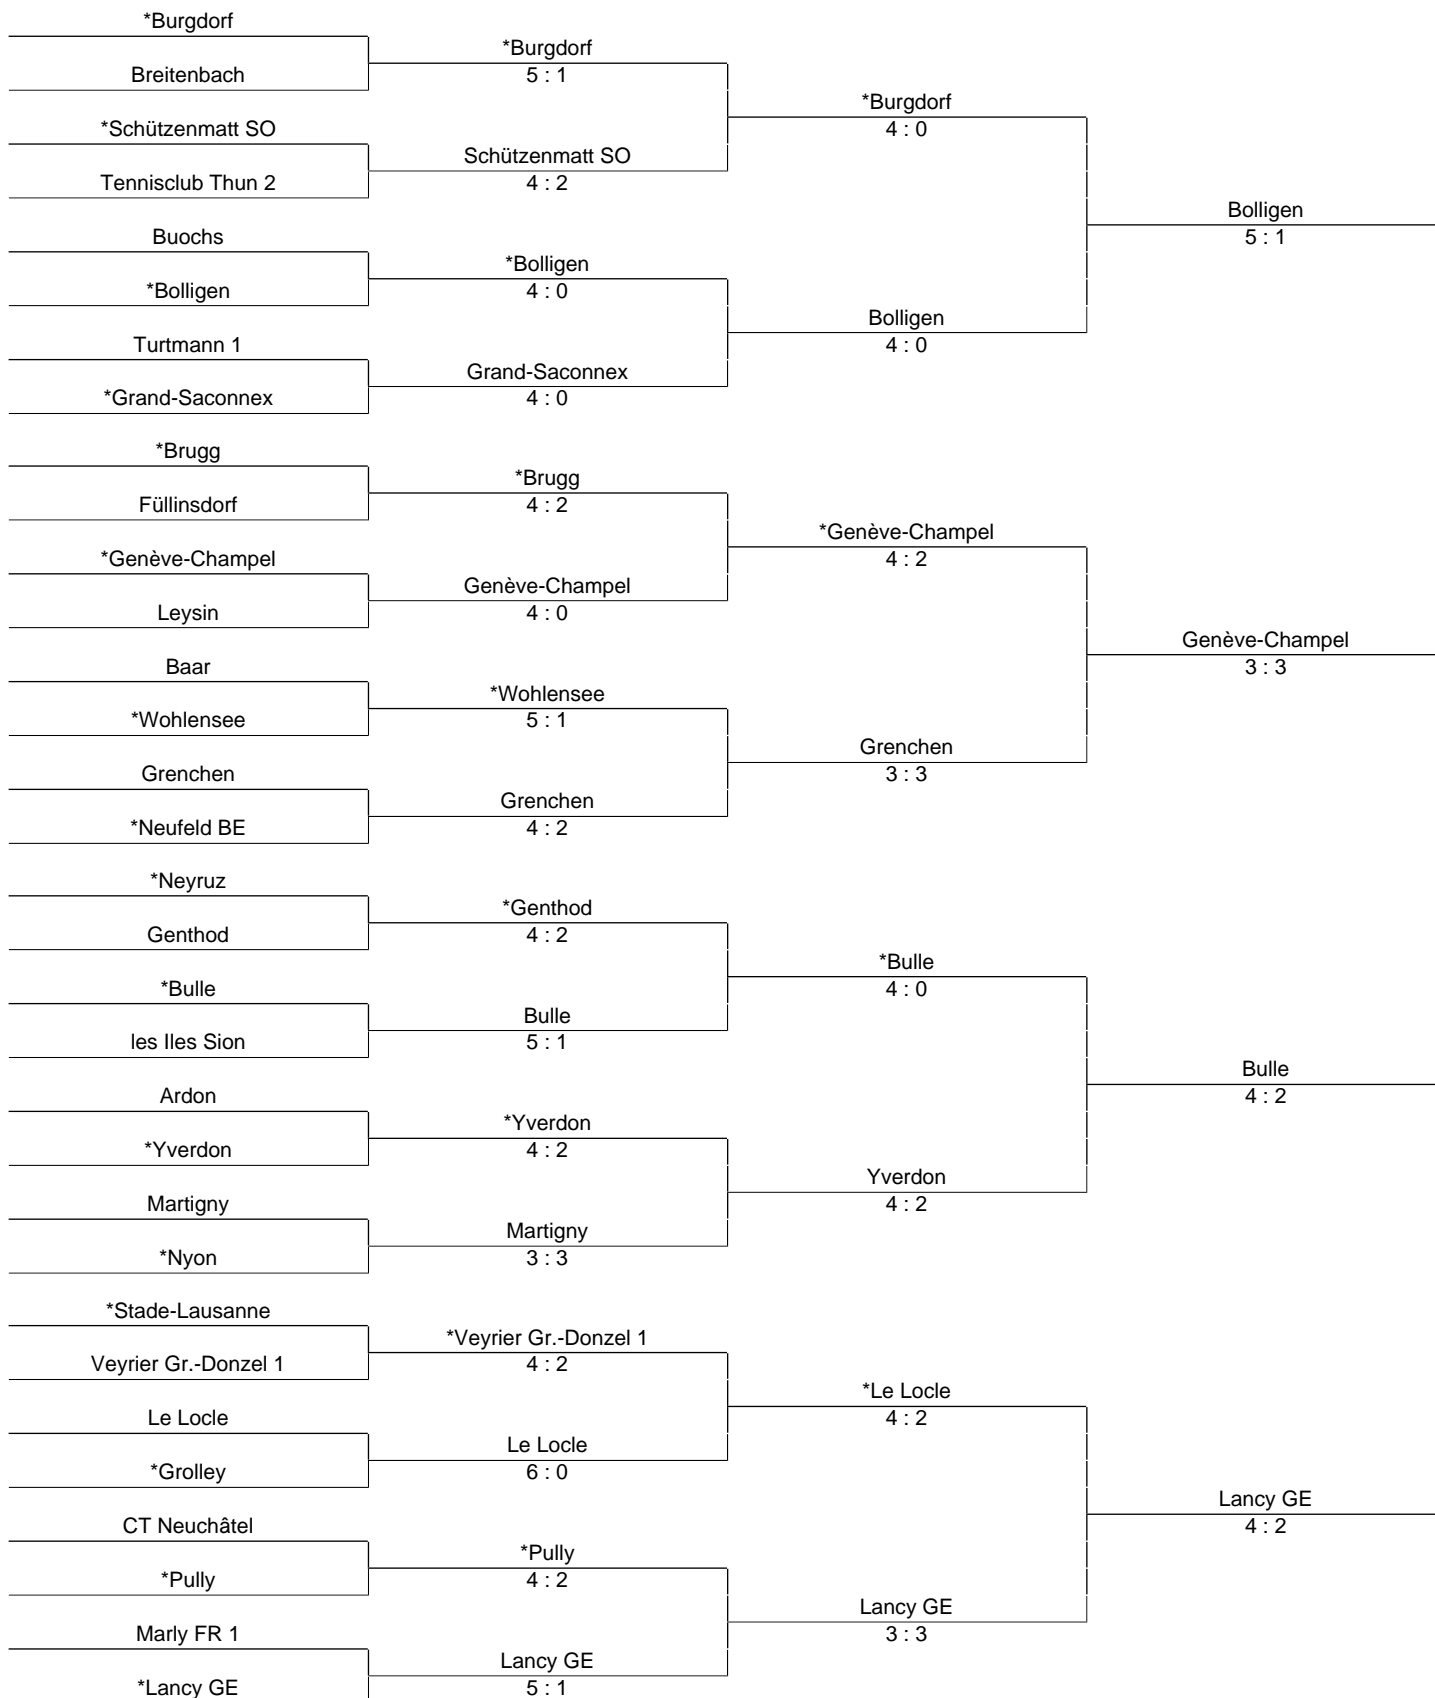 *Burgdorf
*Burgdorf
Breitenbach
5 : 1
*Burgdorf
*Schützenmatt SO
4 : 0
Schützenmatt SO
Tennisclub Thun 2
4 : 2
Bolligen
Buochs
5 : 1
*Bolligen
*Bolligen
4 : 0
Bolligen
Turtmann 1
4 : 0
Grand-Saconnex
*Grand-Saconnex
4 : 0
*Brugg
*Brugg
Füllinsdorf
4 : 2
*Genève-Champel
*Genève-Champel
4 : 2
Genève-Champel
Leysin
4 : 0
Genève-Champel
Baar
3 : 3
*Wohlensee
*Wohlensee
5 : 1
Grenchen
Grenchen
3 : 3
Grenchen
*Neufeld BE
4 : 2
*Neyruz
*Genthod
Genthod
4 : 2
*Bulle
*Bulle
4 : 0
Bulle
les Iles Sion
5 : 1
Bulle
Ardon
4 : 2
*Yverdon
*Yverdon
4 : 2
Yverdon
Martigny
4 : 2
Martigny
*Nyon
3 : 3
*Stade-Lausanne
*Veyrier Gr.-Donzel 1
Veyrier Gr.-Donzel 1
4 : 2
*Le Locle
Le Locle
4 : 2
Le Locle
*Grolley
6 : 0
Lancy GE
CT Neuchâtel
4 : 2
*Pully
*Pully
4 : 2
Lancy GE
Marly FR 1
3 : 3
Lancy GE
*Lancy GE
5 : 1